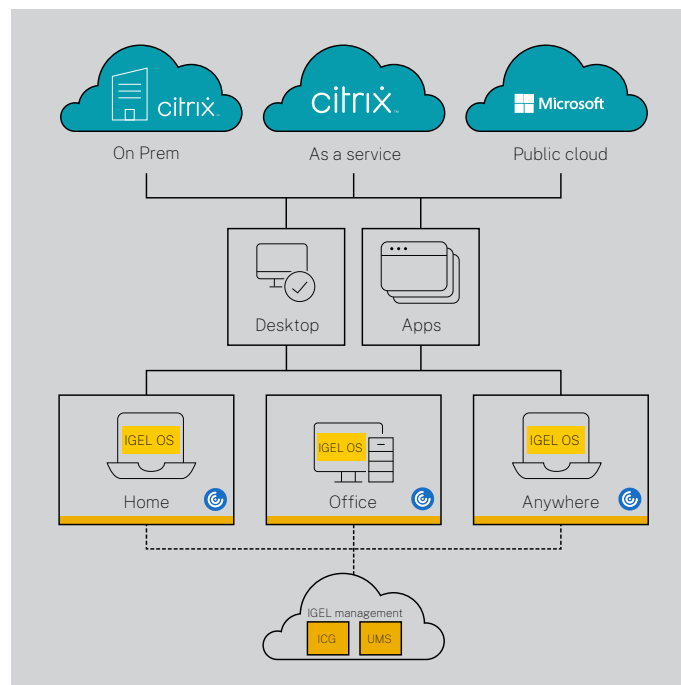 citrix
citrix
Microsoft
On Prem
As a service
Public cloud
Desktop
Apps
IGEL OS
IGEL OS
IGEL OS
Home
Office
Anywhere
IGEL management
ICG
UMS